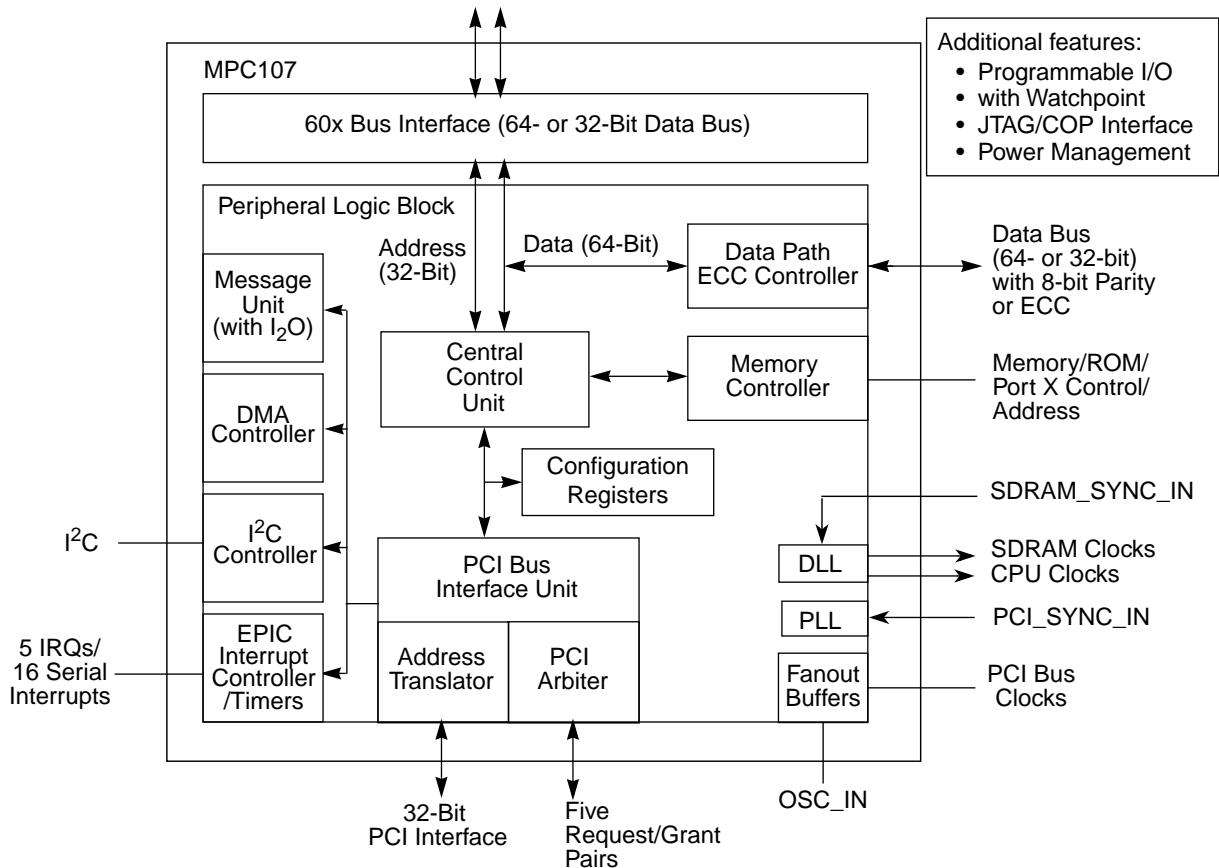 MPC107
60x Bus Interface (64- or 32-Bit Data Bus)
Additional features:
• Programmable I/O
• with Watchpoint
• JTAG/COP Interface
• Power Management
Peripheral Logic Block
Address
(32-Bit)
Data (64-Bit)
Data Path
ECC Controller
Data Bus
(64- or 32-bit)
with 8-bit Parity
or ECC
Message
Unit
(with I2O)
Central
Control
Unit
Memory
Controller
Memory/ROM/
Port X Control/
Address
DMA
Controller
Configuration
Registers
SDRAM_SYNC_IN
I2C
I2C
Controller
PCI Bus
Interface Unit
DLL
SDRAM Clocks
CPU Clocks
PLL
PCI_SYNC_IN
5 IRQs/
16 Serial
Interrupts
EPIC
Interrupt
Controller
/Timers
Address
Translator
PCI
Arbiter
Fanout
Buffers
PCI Bus
Clocks
OSC_IN
32-Bit
PCI Interface
Five
Request/Grant
Pairs